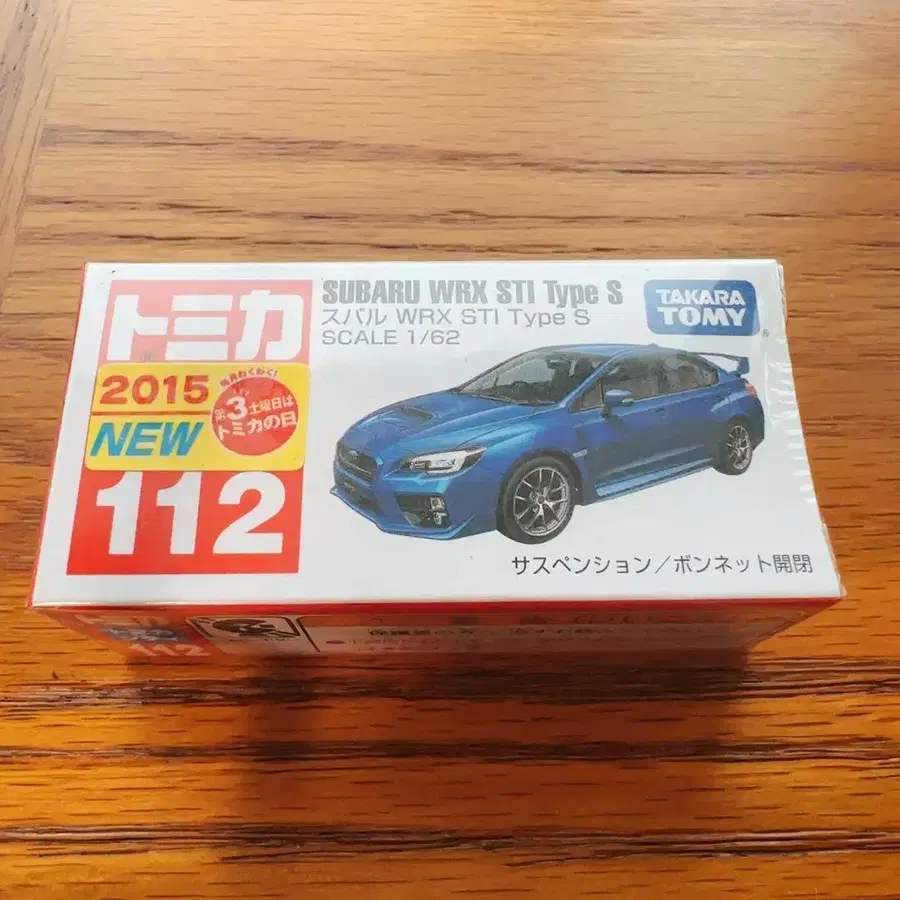 トミカ
2015
NEW
毎月わくわく!
第3土曜日は
トミカの日
112
SUBARU WRX STI Type S
スバル WRX STI Type S
SCALE 1/62
TAKARA
TOMY
®
サスペンション／ボンネット開閉
112